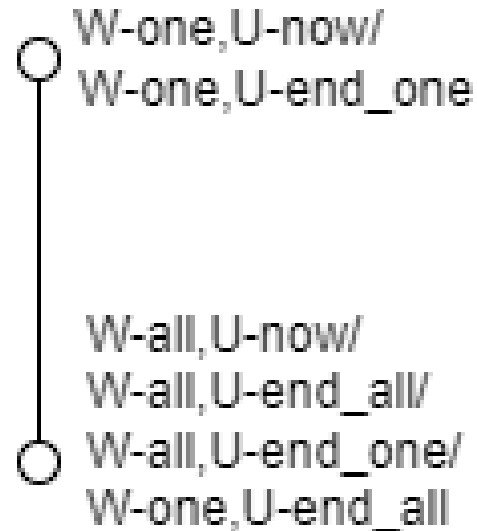 W-one,U-now/
W-one,U-end_one
W-all,U-now/
W-all,U-end_all/
W-all,U-end_one/
W-one,U-end_all